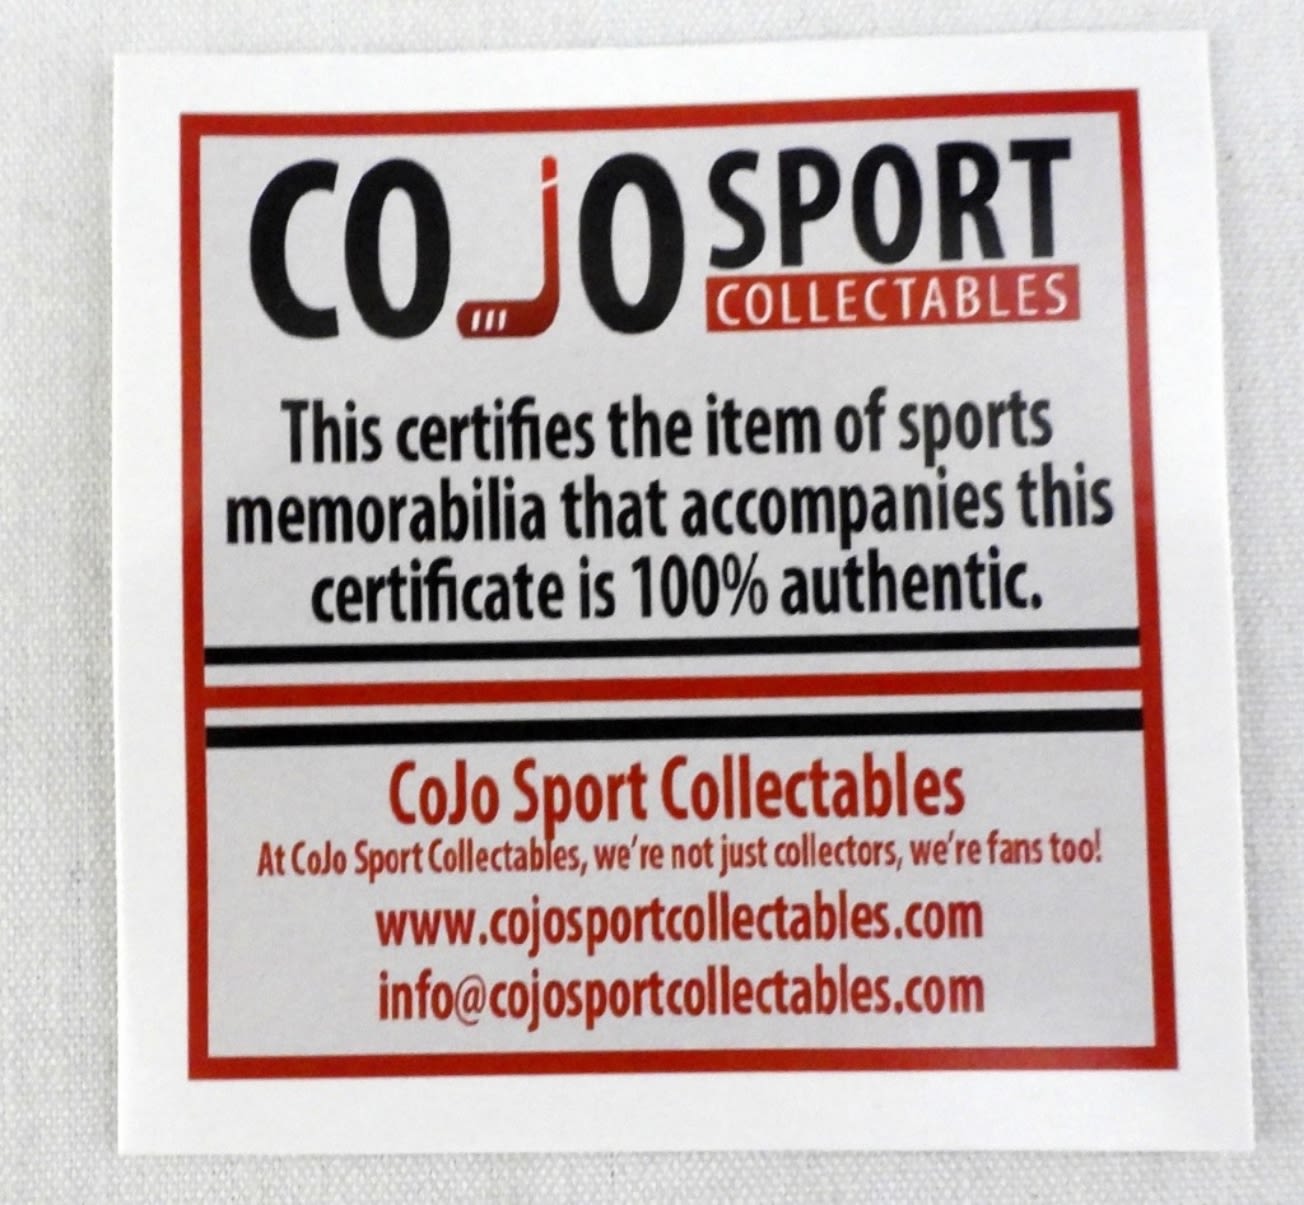 COJO SPORT
COLLECTABLES
This certifies the item of sports
memorabilia that accompanies this
certificate is 100% authentic.
CoJo Sport Collectables
At CoJo Sport Collectables, we're not just collectors, we're fans too!
www.cojosportcollectables.com
info@cojosportcollectables.com